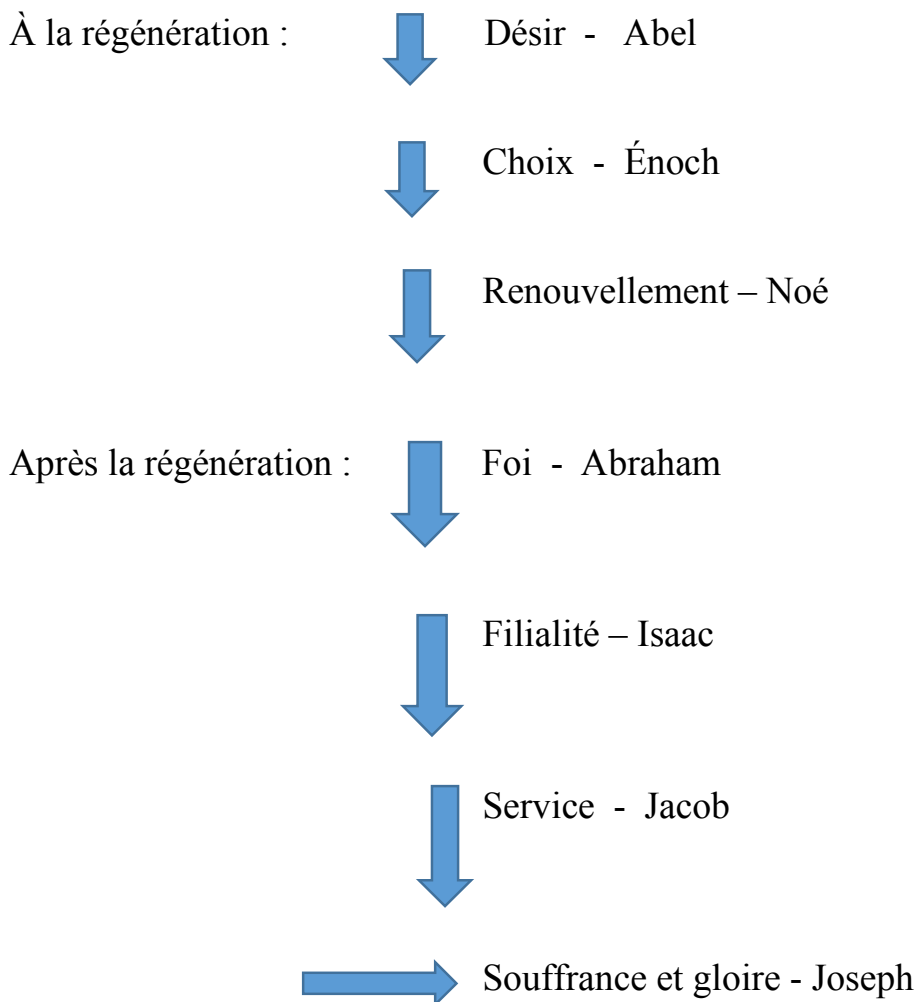 À la régénération : Désir - Abel
Choix - Énoch
Renouvellement – Noé
Après la régénération : Foi - Abraham
Filialité – Isaac
Service - Jacob
Souffrance et gloire - Joseph